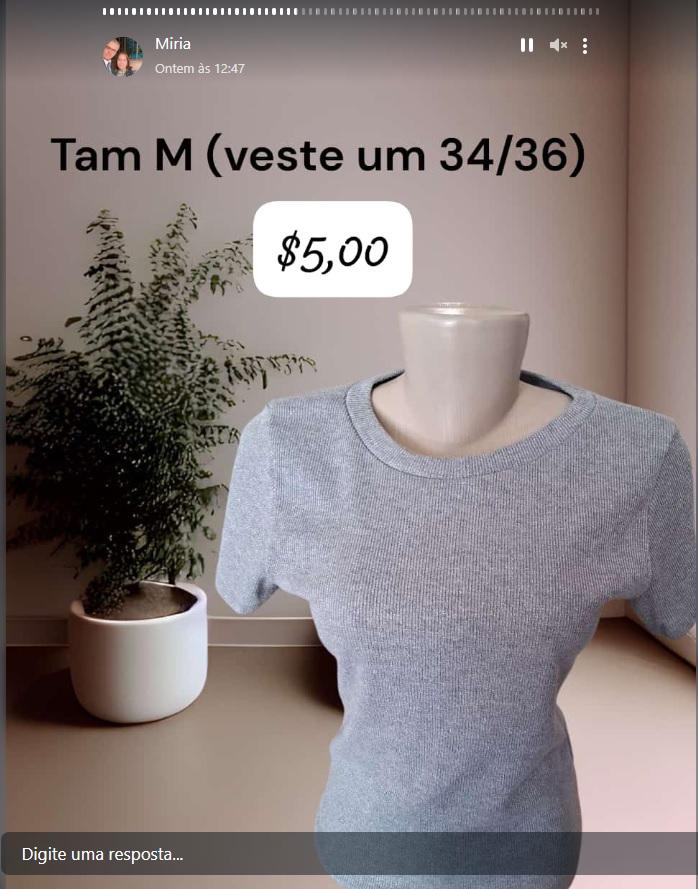 Miria
Ontem às 12:47
Tam M (veste um 34/36)
$5,00
Digite uma resposta...